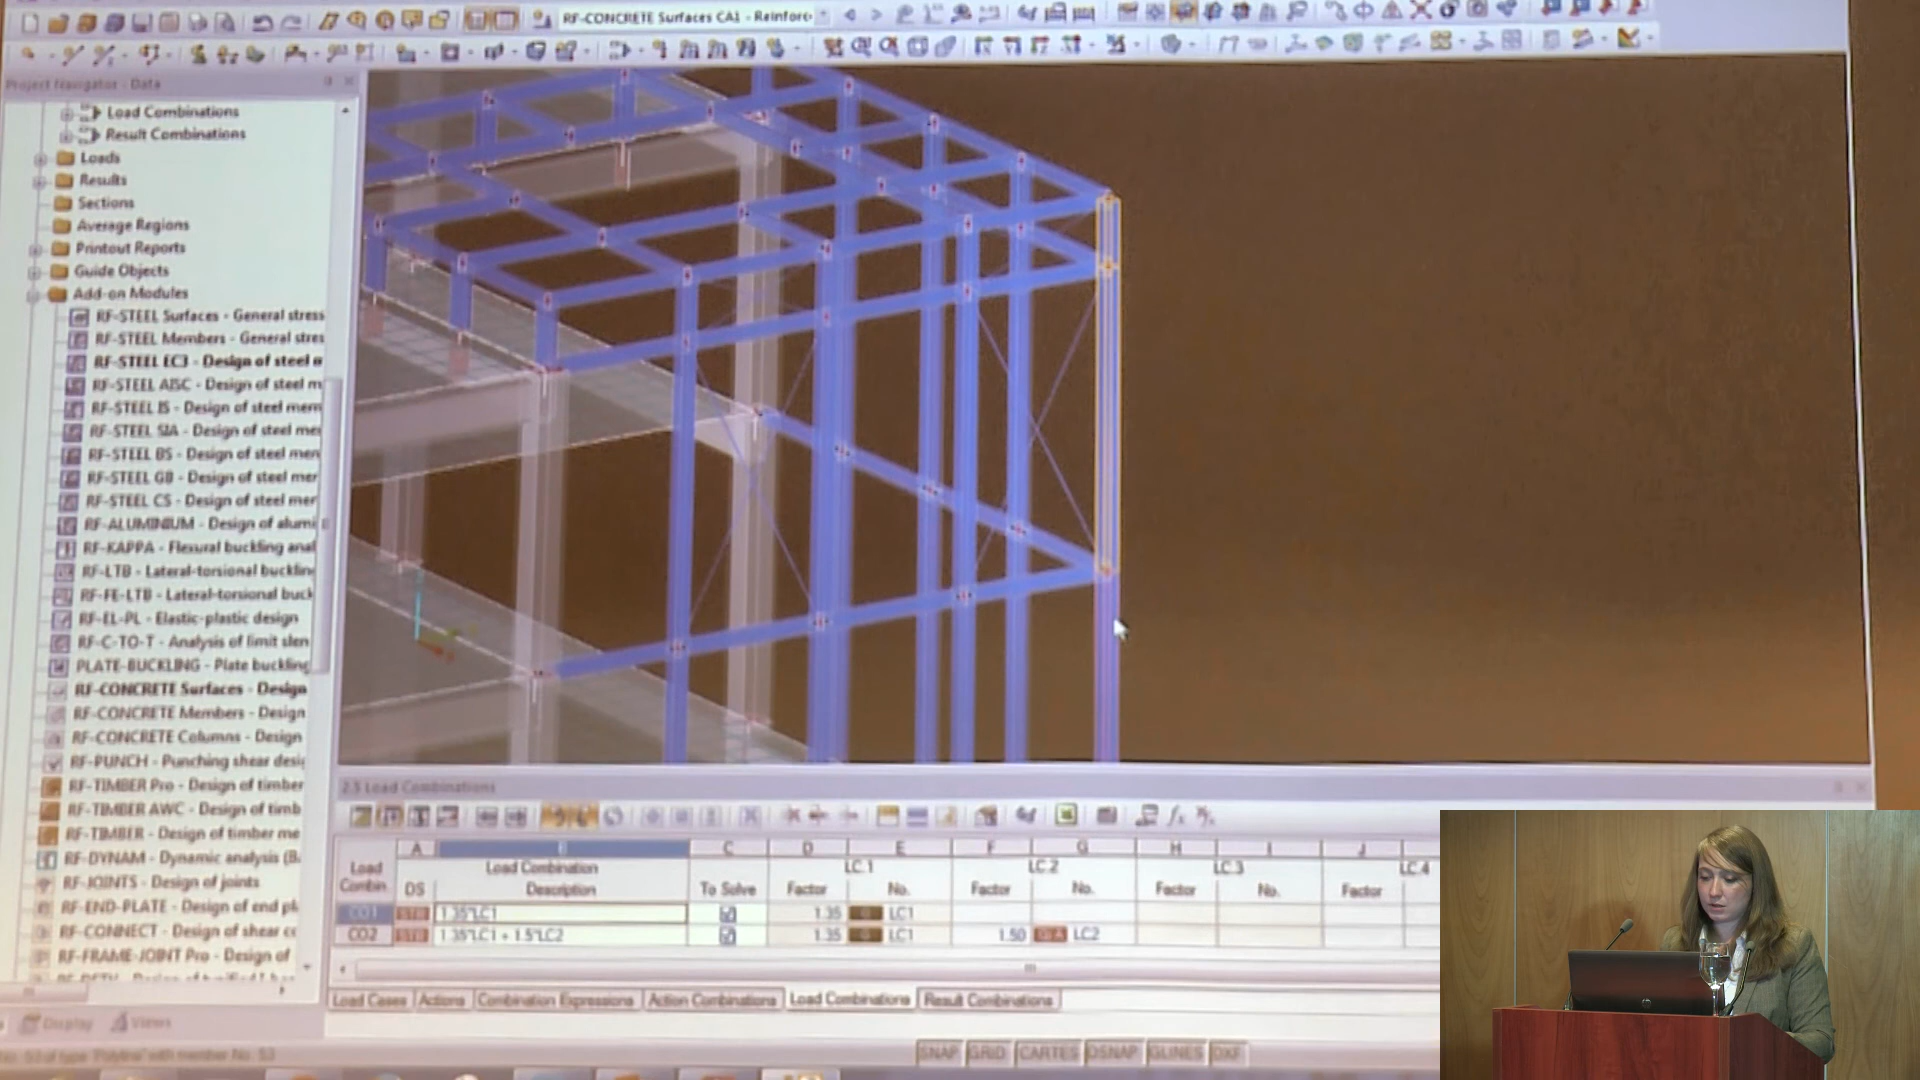 RF-CONCRETE Surfaces CA1 - Reinforc
Project Navigator - Data
Load Combinations
Result Combinations
Loads
Results
Sections
Average Regions
Printout Reports
Guide Objects
Add-on Modules
RF-STEEL Surfaces - General stress
RF-STEEL Members - General stres
RF-STEEL EC3 - Design of steel m
RF-STEEL AISC - Design of steel m
RF-STEEL IS - Design of steel mem
RF-STEEL SIA - Design of steel me
RF-STEEL BS - Design of steel mem
RF-STEEL GB - Design of steel mer
RF-STEEL CS - Design of steel mer
RF-ALUMINIUM - Design of alumi
RF-KAPPA - Flexural buckling anal
RF-LTB - Lateral-torsional bucklin
RF-FE-LTB - Lateral-torsional buck
RF-EL-PL - Elastic-plastic design
RF-C-TO-T - Analysis of limit slen
PLATE-BUCKLING - Plate buckling
RF-CONCRETE Surfaces - Design
RF-CONCRETE Members - Design
RF-CONCRETE Columns - Design
RF-PUNCH - Punching shear desig
RF-TIMBER Pro - Design of timber
RF-TIMBER AWC - Design of timb
RF-TIMBER - Design of timber me
RF-DYNAM - Dynamic analysis (Ba
RF-JOINTS - Design of joints
RF-END-PLATE - Design of end pl
RF-CONNECT - Design of shear co
RF-FRAME-JOINT Pro - Design of
Display Views
2.5 Load Combinations
A C D E F G H I J
Load Load Combination LC.1 LC.2 LC.3 LC.4
Combin. DS Description To Solve Factor No. Factor No. Factor No. Factor
CO1 STR 1.35*LC1 1.35 G LC1
CO2 STR 1.35*LC1 + 1.5*LC2 1.35 G LC1 1.50 Qi A LC2
Load Cases Actions Combination Expressions Action Combinations Load Combinations Result Combinations
SNAP GRID CARTES OSNAP GLINES DXF